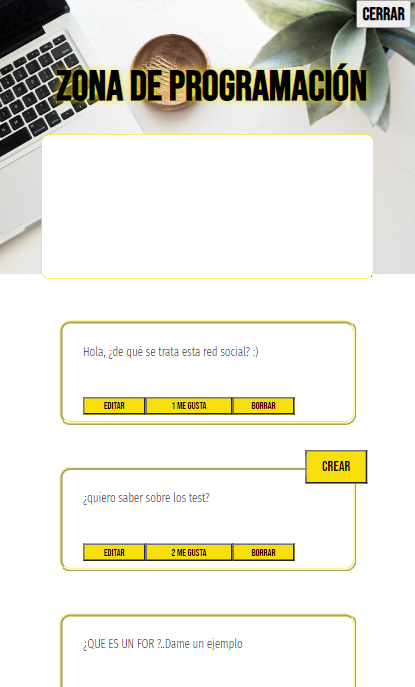 CERRAR
ZONA DE PROGRAMACIÓN
Hola, ¿de qué se trata esta red social? :)
EDITAR 1 ME GUSTA BORRAR
CREAR
¿quiero saber sobre los test?
EDITAR 2 ME GUSTA BORRAR
¿QUE ES UN FOR ?..Dame un ejemplo